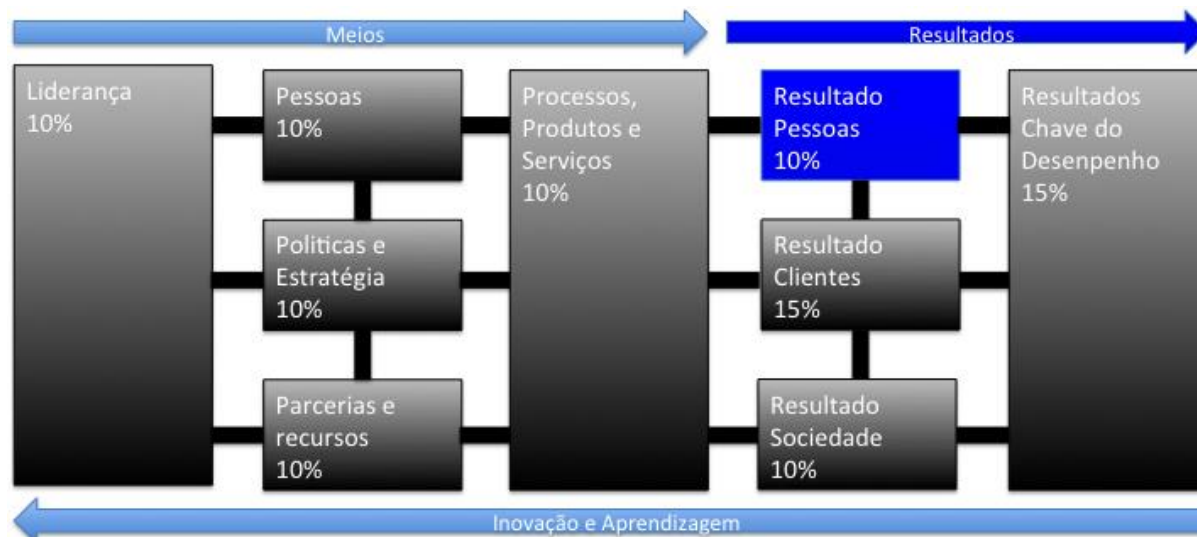 Meios
Resultados
Liderança
10%
Pessoas
10%
Politicas e
Estratégia
10%
Parcerias e
recursos
10%
Processos,
Produtos e
Serviços
10%
Resultado
Pessoas
10%
Resultado
Clientes
15%
Resultado
Sociedade
10%
Resultados
Chave do
Desenpenho
15%
Inovação e Aprendizagem